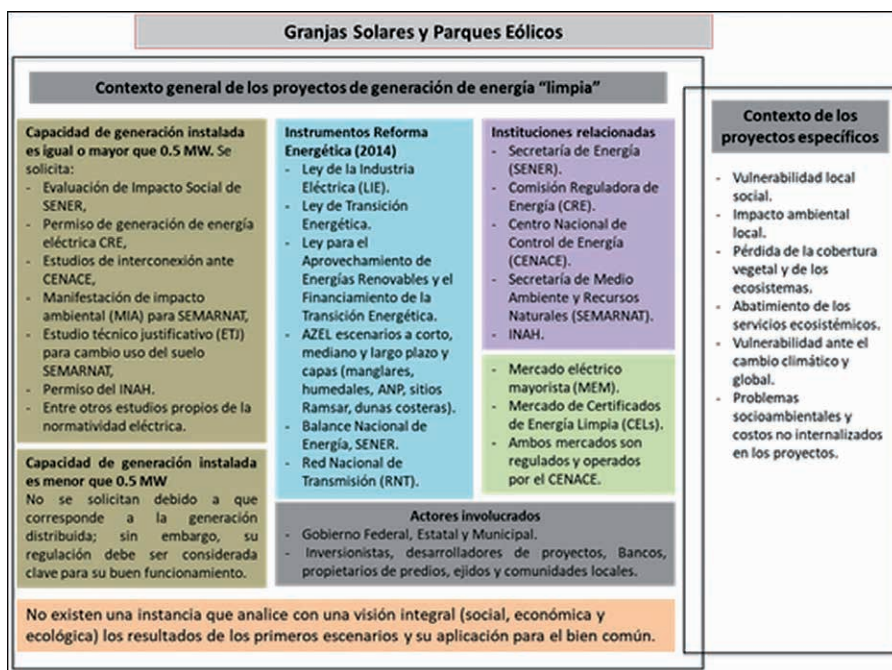 Granjas Solares y Parques Eólicos
Contexto general de los proyectos de generación de energía “limpia”
Capacidad de generación instalada
es igual o mayor que 0.5 MW. Se
solicita:
- Evaluación de Impacto Social de
SENER,
- Permiso de generación de energía
eléctrica CRE,
- Estudios de interconexión ante
CENACE,
- Manifestación de impacto
ambiental (MIA) para SEMARNAT,
- Estudio técnico justificativo (ETJ)
para cambio uso del suelo
SEMARNAT,
- Permiso del INAH.
- Entre otros estudios propios de la
normatividad eléctrica.
Capacidad de generación instalada
es menor que 0.5 MW
No se solicitan debido a que
corresponde a la generación
distribuida; sin embargo, su
regulación debe ser considerada
clave para su buen funcionamiento.
Instrumentos Reforma
Energética (2014)
- Ley de la Industria
Eléctrica (LIE).
- Ley de Transición
Energética.
- Ley para el
Aprovechamiento de
Energías Renovables y el
Financiamiento de la
Transición Energética.
- AZEL escenarios a corto,
mediano y largo plazo y
capas (manglares,
humedales, ANP, sitios
Ramsar, dunas costeras).
- Balance Nacional de
Energía, SENER.
- Red Nacional de
Transmisión (RNT).
Instituciones relacionadas
- Secretaría de Energía
(SENER).
- Comisión Reguladora de
Energía (CRE).
- Centro Nacional de
Control de Energía
(CENACE).
- Secretaría de Medio
Ambiente y Recursos
Naturales (SEMARNAT).
- INAH.
- Mercado eléctrico
mayorista (MEM).
- Mercado de Certificados
de Energía Limpia (CELs).
- Ambos mercados son
regulados y operados
por el CENACE.
Actores involucrados
- Gobierno Federal, Estatal y Municipal.
- Inversionistas, desarrolladores de proyectos, Bancos,
propietarios de predios, ejidos y comunidades locales.
No existen una instancia que analice con una visión integral (social, económica y
ecológica) los resultados de los primeros escenarios y su aplicación para el bien común.
Contexto de los
proyectos específicos
- Vulnerabilidad local
social.
- Impacto ambiental
local.
- Pérdida de la cobertura
vegetal y de los
ecosistemas.
- Abatimiento de los
servicios ecosistémicos.
- Vulnerabilidad ante el
cambio climático y
global.
- Problemas
socioambientales y
costos no internalizados
en los proyectos.